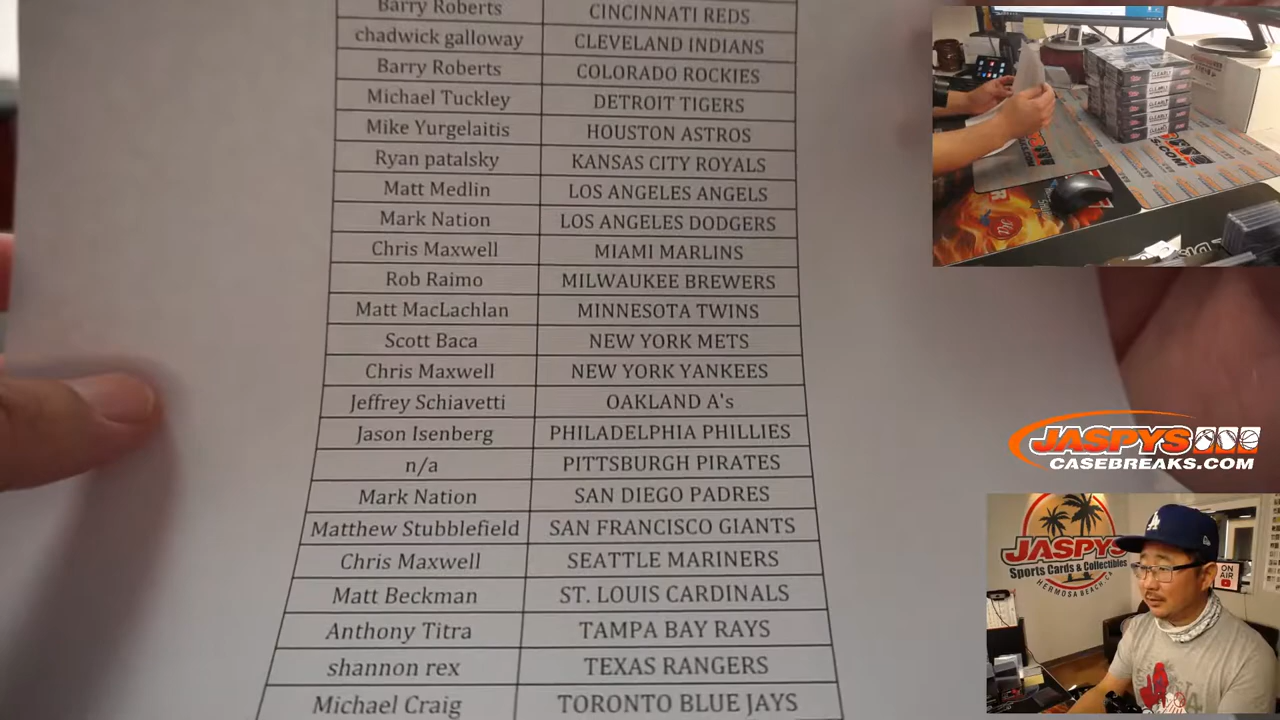 Barry Roberts CINCINNATI REDS
chadwick galloway CLEVELAND INDIANS
Barry Roberts COLORADO ROCKIES
Michael Tuckley DETROIT TIGERS
Mike Yurgelaitis HOUSTON ASTROS
Ryan patalsky KANSAS CITY ROYALS
Matt Medlin LOS ANGELES ANGELS
Mark Nation LOS ANGELES DODGERS
Chris Maxwell MIAMI MARLINS
Rob Raimo MILWAUKEE BREWERS
Matt MacLachlan MINNESOTA TWINS
Scott Baca NEW YORK METS
Chris Maxwell NEW YORK YANKEES
Jeffrey Schiavetti OAKLAND A's
Jason Isenberg PHILADELPHIA PHILLIES
n/a PITTSBURGH PIRATES
Mark Nation SAN DIEGO PADRES
Matthew Stubblefield SAN FRANCISCO GIANTS
Chris Maxwell SEATTLE MARINERS
Matt Beckman ST. LOUIS CARDINALS
Anthony Titra TAMPA BAY RAYS
shannon rex TEXAS RANGERS
Michael Craig TORONTO BLUE JAYS
JASPYS
CASEBREAKS.COM
JASPYS
Sports Cards & Collectibles
HERMOSA BEACH, CA
ON
AIR
LA